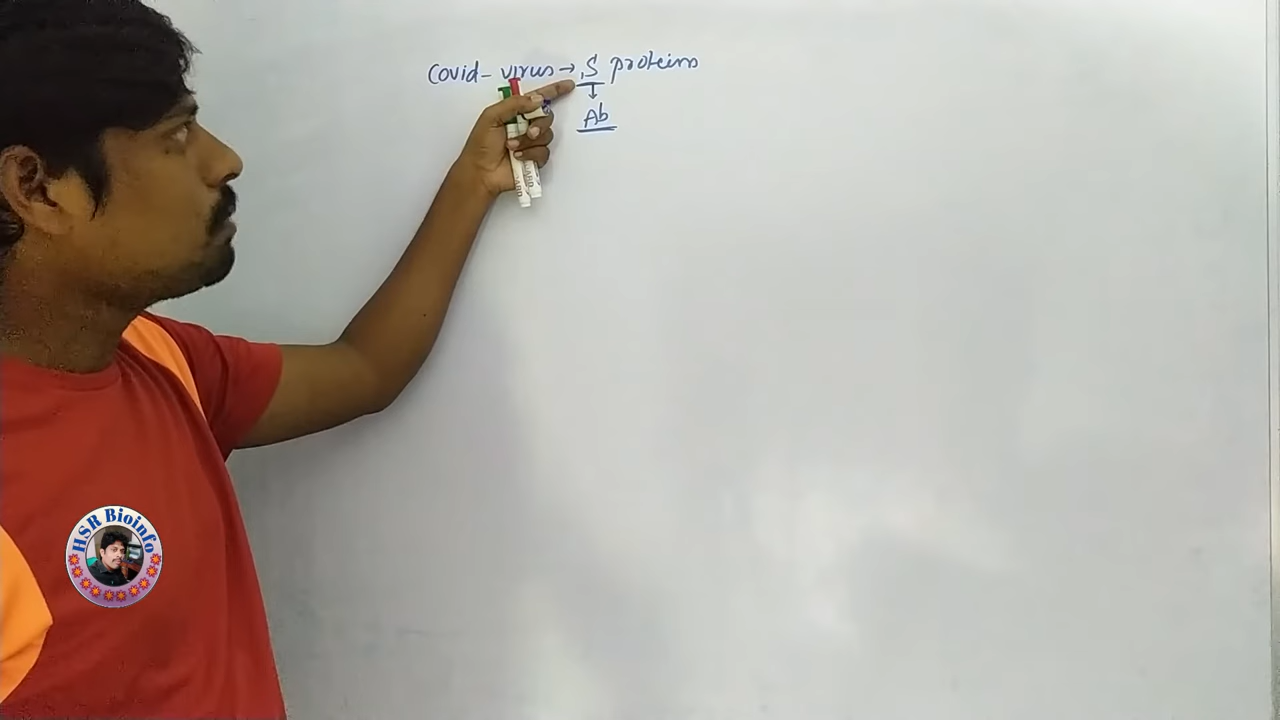 Covid- virus → S proteins
↓
Ab
HSR Bioinfo